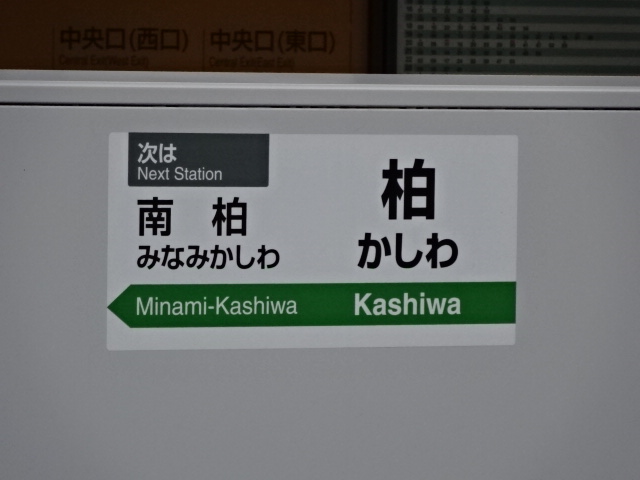 中央口(西口) 中央口(東口)
次は
Next Station
南 柏
みなみかしわ
柏
かしわ
Minami-Kashiwa Kashiwa